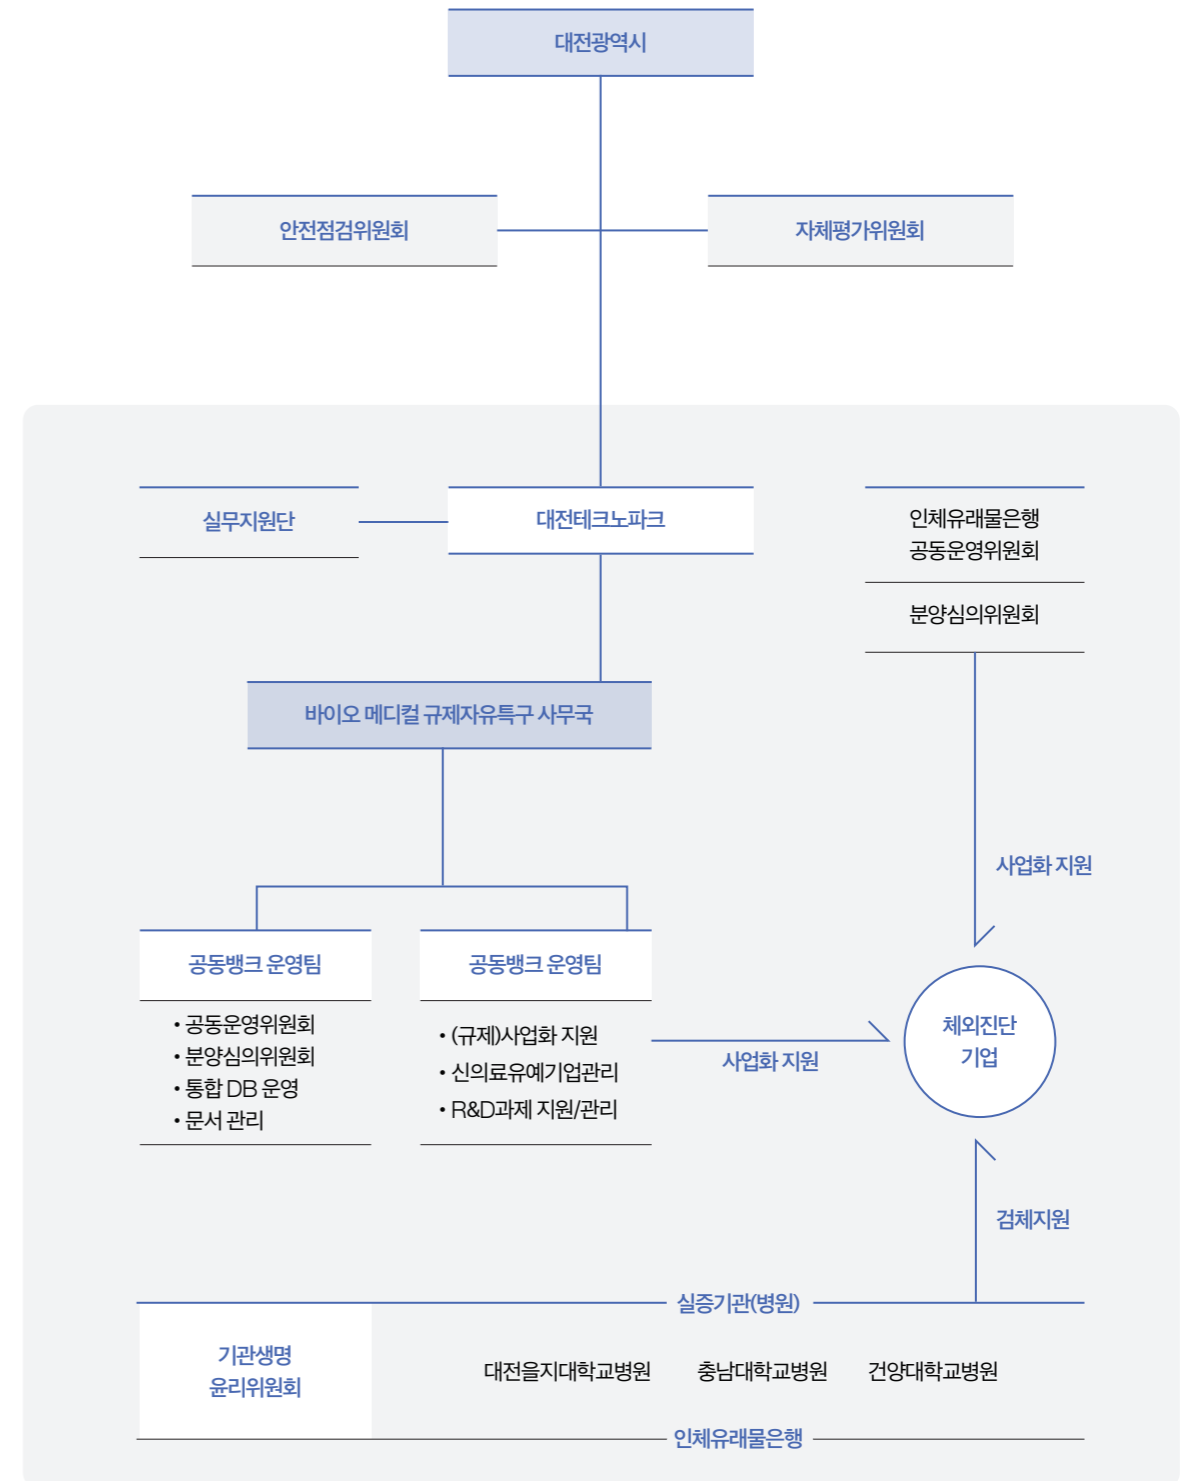 대전광역시
안전점검위원회
자체평가위원회
실무지원단
대전테크노파크
인체유래물은행
공동운영위원회
분양심의위원회
바이오 메디컬 규제자유특구 사무국
사업화 지원
공동뱅크 운영팀
• 공동운영위원회
• 분양심의위원회
• 통합 DB 운영
• 문서 관리
공동뱅크 운영팀
• (규제)사업화 지원
• 신의료유예기업관리
• R&D과제 지원/관리
사업화 지원
체외진단
기업
검체지원
실증기관(병원)
기관생명
윤리위원회
대전을지대학교병원 충남대학교병원 건양대학교병원
인체유래물은행